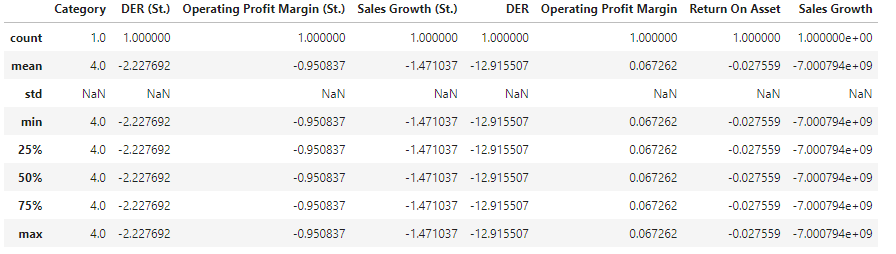 Category DER (St.) Operating Profit Margin (St.) Sales Growth (St.) DER Operating Profit Margin Return On Asset Sales Growth
count 1.0 1.000000 1.000000 1.000000 1.000000 1.000000 1.000000 1.000000e+00
mean 4.0 -2.227692 -0.950837 -1.471037 -12.915507 0.067262 -0.027559 -7.000794e+09
std NaN NaN NaN NaN NaN NaN NaN NaN
min 4.0 -2.227692 -0.950837 -1.471037 -12.915507 0.067262 -0.027559 -7.000794e+09
25% 4.0 -2.227692 -0.950837 -1.471037 -12.915507 0.067262 -0.027559 -7.000794e+09
50% 4.0 -2.227692 -0.950837 -1.471037 -12.915507 0.067262 -0.027559 -7.000794e+09
75% 4.0 -2.227692 -0.950837 -1.471037 -12.915507 0.067262 -0.027559 -7.000794e+09
max 4.0 -2.227692 -0.950837 -1.471037 -12.915507 0.067262 -0.027559 -7.000794e+09